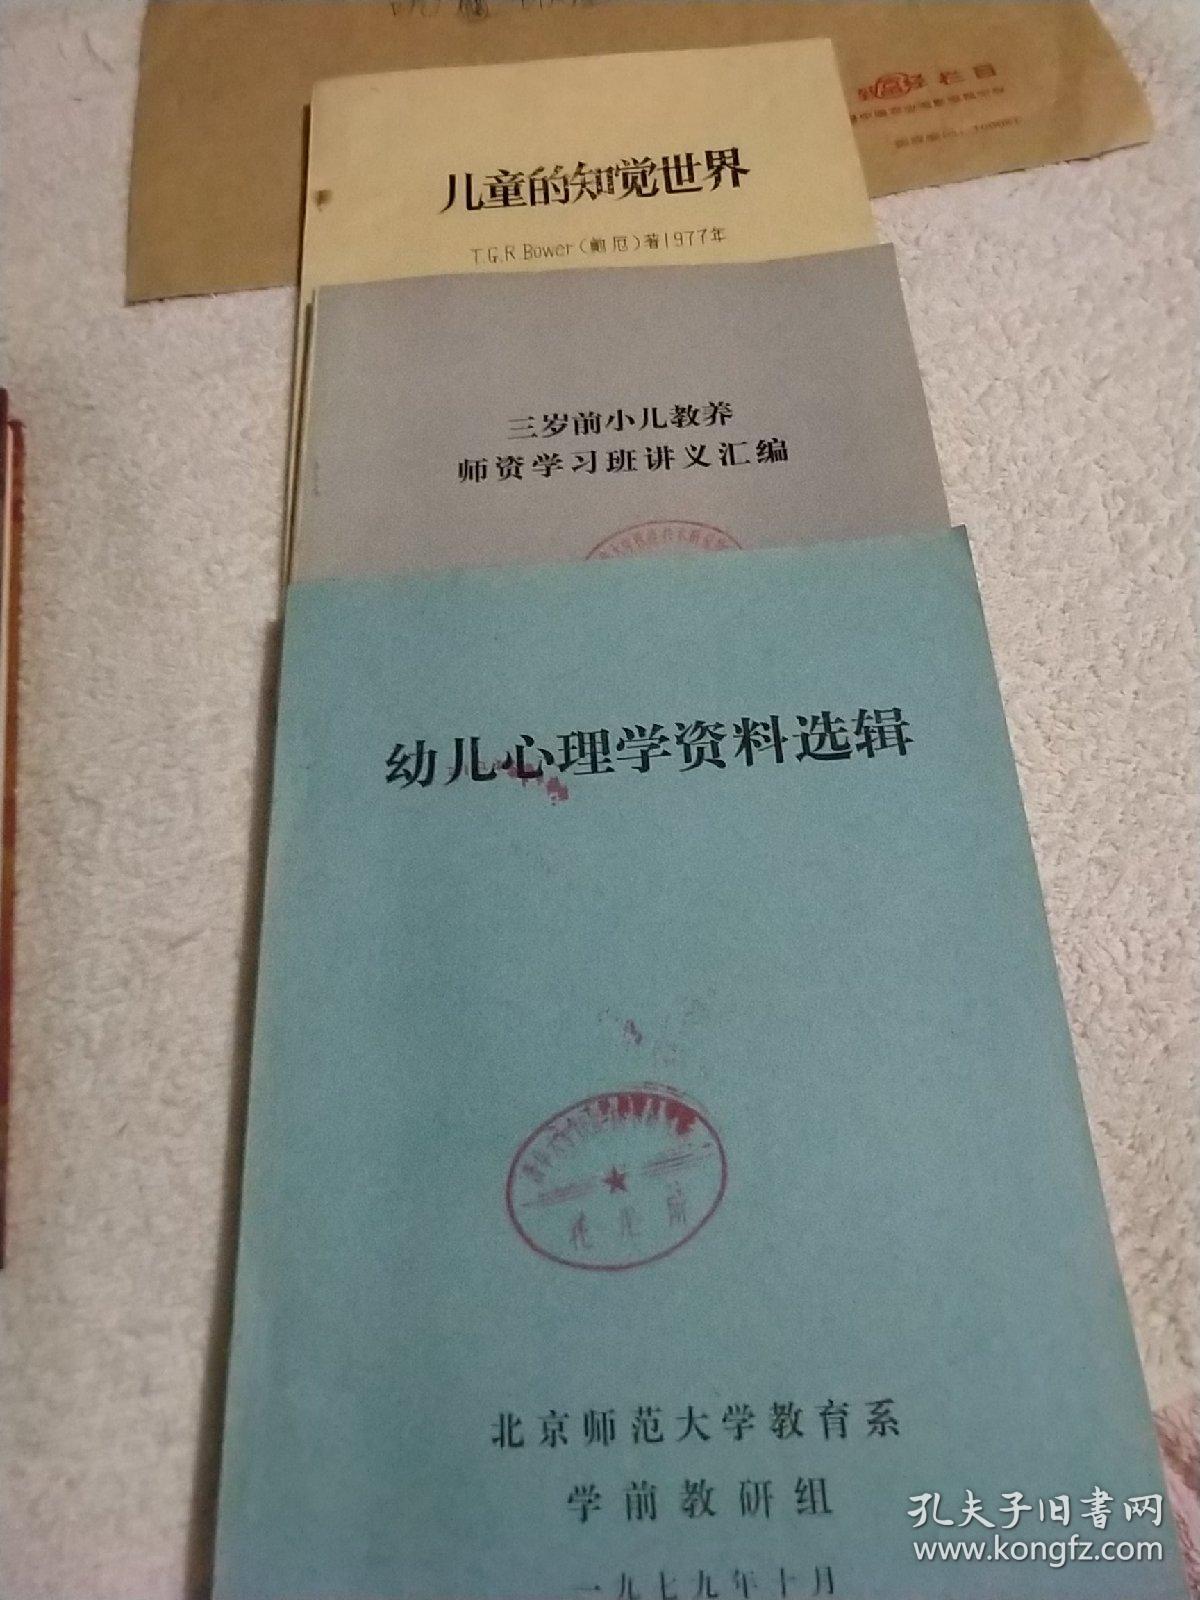 栏目
儿童的知觉世界
T.G.R.Bower(鲍厄)著1977年
三岁前小儿教养
师资学习班讲义汇编
幼儿心理学资料选辑
北京师范大学教育系
学前教研组
一九七九年十月
孔夫子旧书网
www.kongfz.com